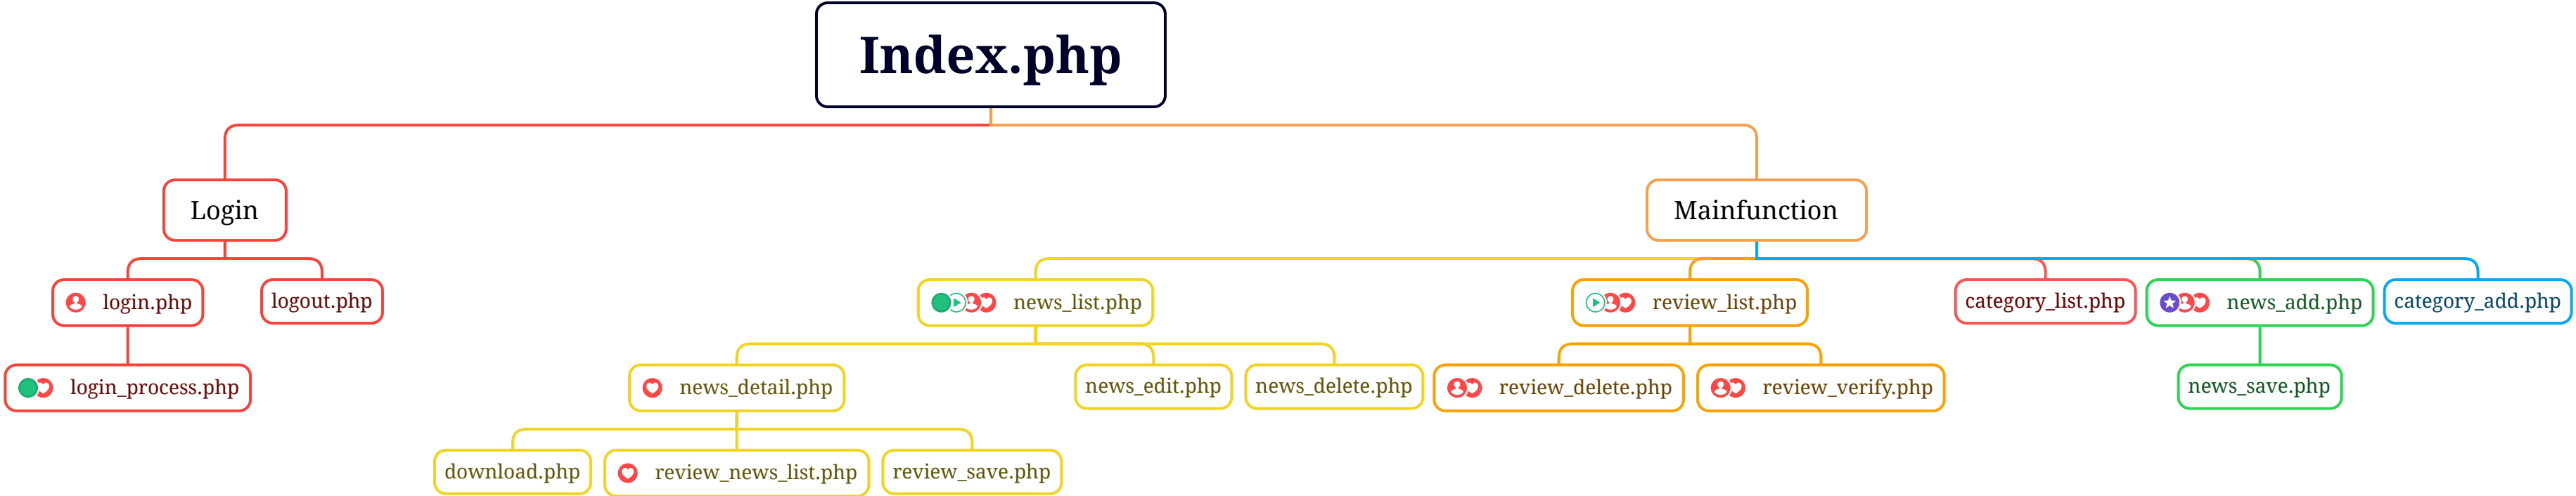 Index.php
Login
Mainfunction
login.php
logout.php
news_list.php
review_list.php
category_list.php
news_add.php
category_add.php
login_process.php
news_detail.php
news_edit.php
news_delete.php
review_delete.php
review_verify.php
news_save.php
download.php
review_news_list.php
review_save.php